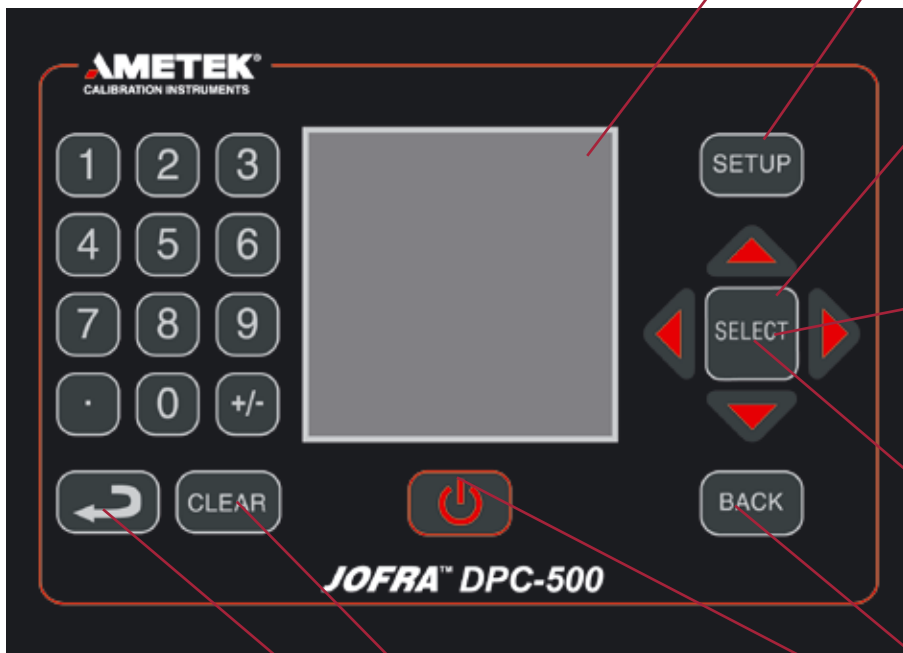 AMETEK®
CALIBRATION INSTRUMENTS
1 2 3
SETUP
4 5 6
7 8 9
SELECT
. 0 +/-
CLEAR
BACK
JOFRA™ DPC-500